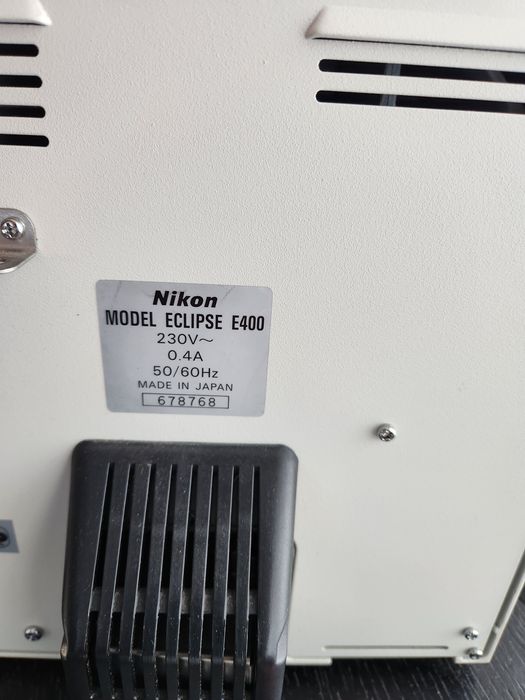 Nikon
MODEL ECLIPSE E400
230V~
0.4A
50/60Hz
MADE IN JAPAN
678768